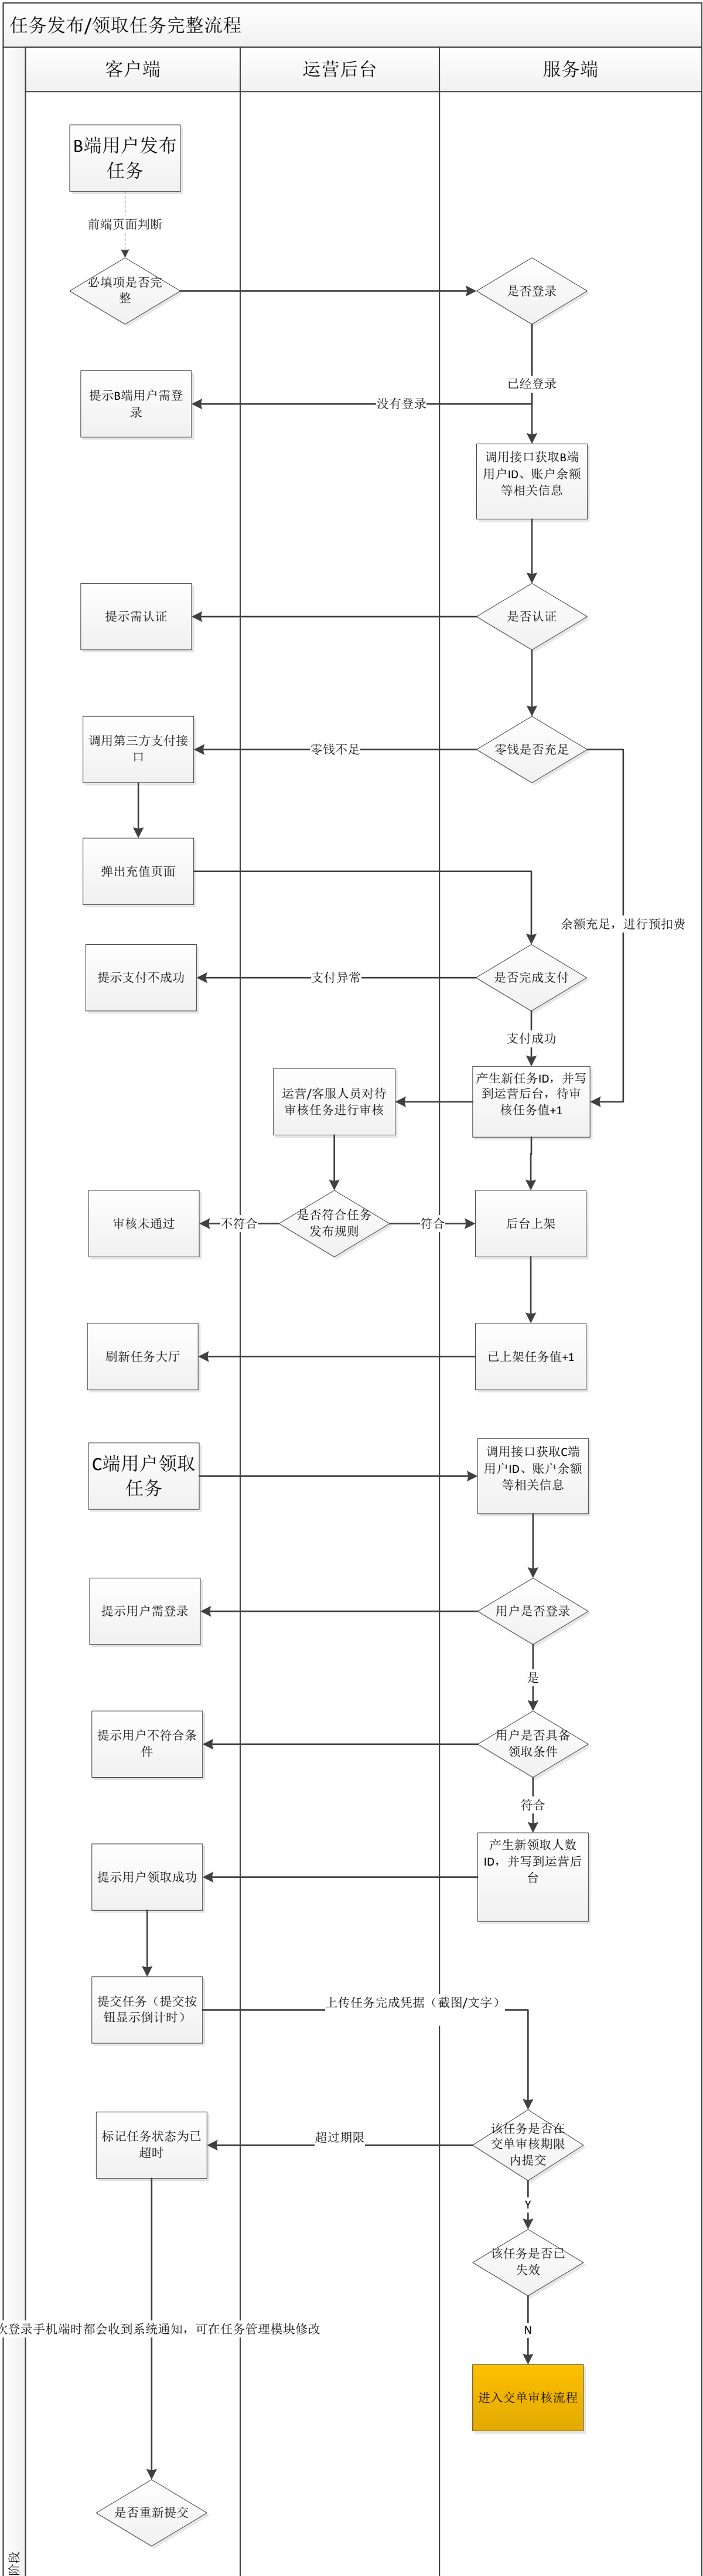 任务发布/领取任务完整流程
客户端
运营后台
服务端
B端用户发布
任务
前端页面判断
必填项是否完
整
是否登录
已经登录
没有登录
提示B端用户需登
录
调用接口获取B端
用户ID、账户余额
等相关信息
提示需认证
是否认证
调用第三方支付接
口
零钱不足
零钱是否充足
弹出充值页面
余额充足，进行预扣费
提示支付不成功
支付异常
是否完成支付
支付成功
运营/客服人员对待
审核任务进行审核
产生新任务ID，并写
到运营后台，待审
核任务值+1
审核未通过
不符合
是否符合任务
发布规则
符合
后台上架
刷新任务大厅
已上架任务值+1
C端用户领取
任务
调用接口获取C端
用户ID、账户余额
等相关信息
提示用户需登录
用户是否登录
是
提示用户不符合条
件
用户是否具备
领取条件
符合
提示用户领取成功
产生新领取人数
ID，并写到运营后
台
提交任务（提交按
钮显示倒计时）
上传任务完成凭据（截图/文字）
标记任务状态为已
超时
超过期限
该任务是否在
交单审核期限
内提交
Y
该任务是否已
失效
次登录手机端时都会收到系统通知，可在任务管理模块修改
N
进入交单审核流程
是否重新提交
阶段